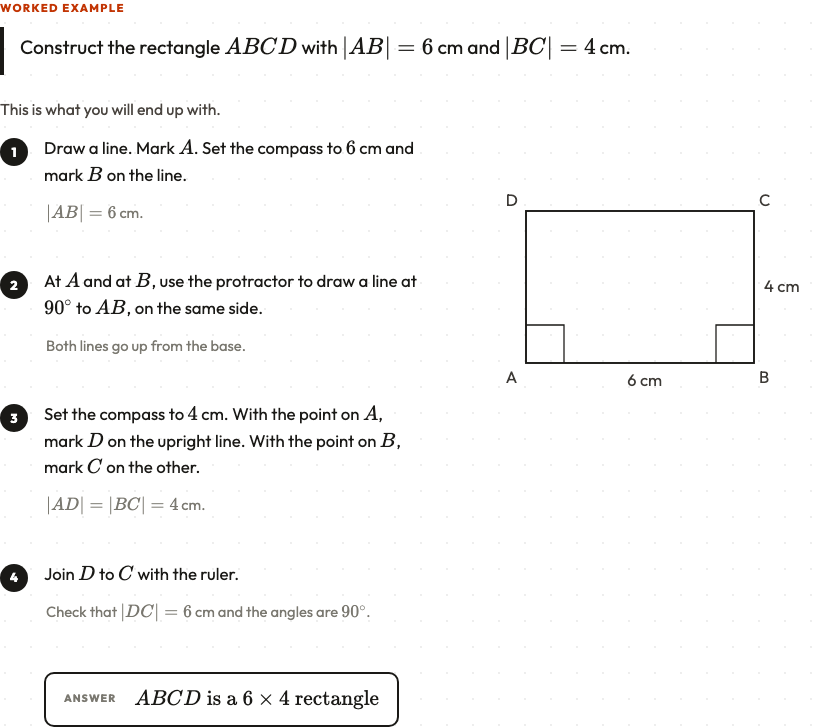 WORKED EXAMPLE
Construct the rectangle ABCD with |AB| = 6 cm and |BC| = 4 cm.
This is what you will end up with.
1 Draw a line. Mark A. Set the compass to 6 cm and
mark B on the line.
|AB| = 6 cm.
2 At A and at B, use the protractor to draw a line at
90° to AB, on the same side.
Both lines go up from the base.
3 Set the compass to 4 cm. With the point on A,
mark D on the upright line. With the point on B,
mark C on the other.
|AD| = |BC| = 4 cm.
4 Join D to C with the ruler.
Check that |DC| = 6 cm and the angles are 90°.
ANSWER ABCD is a 6 × 4 rectangle
D C
4 cm
A 6 cm B